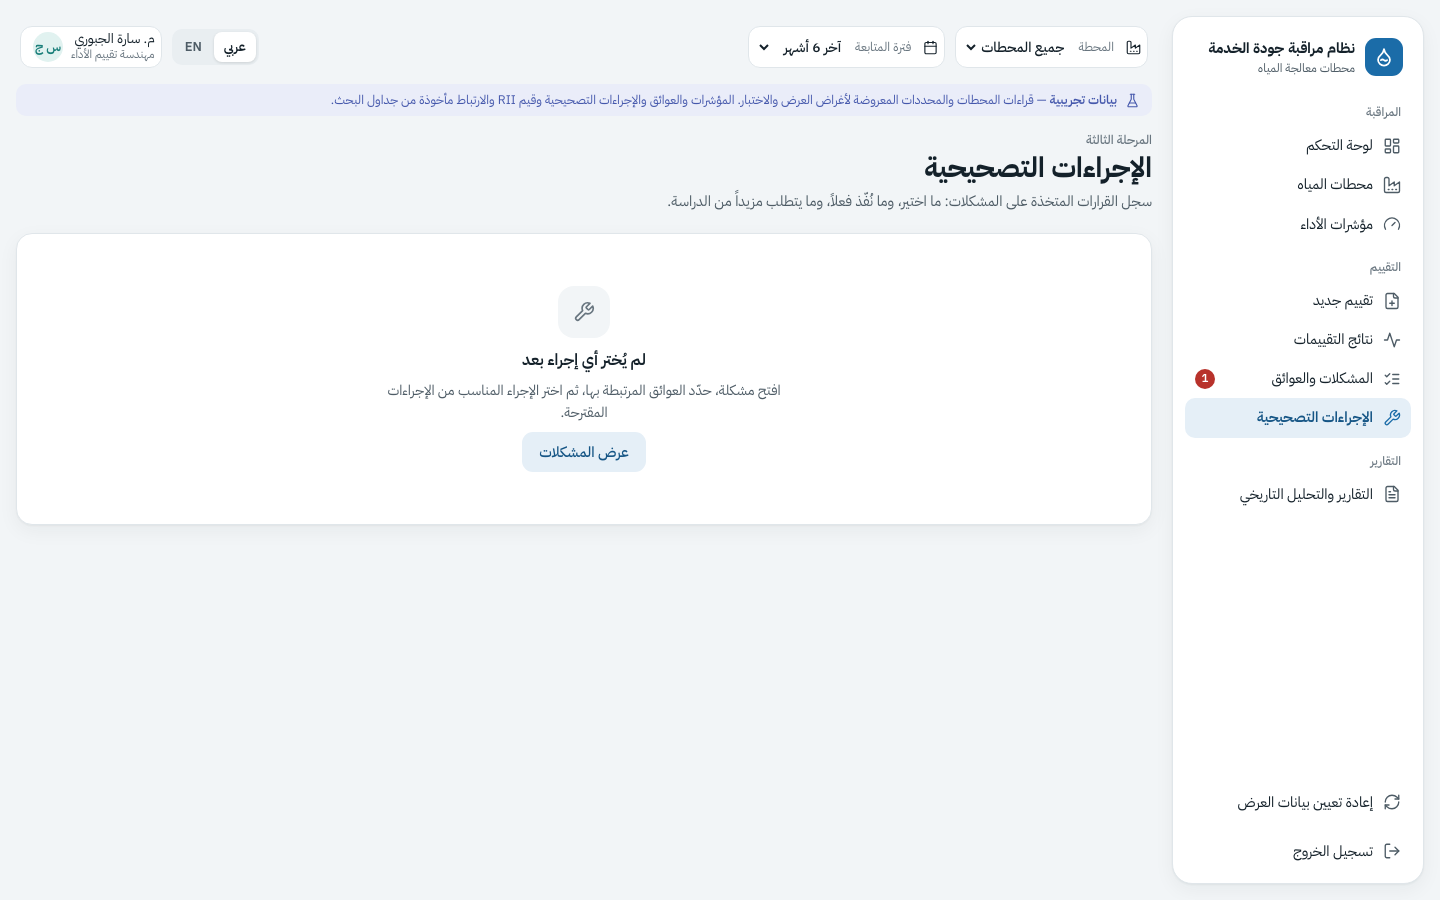 نظام مراقبة جودة الخدمة
محطات معالجة المياه
المراقبة
لوحة التحكم
محطات المياه
مؤشرات الأداء
التقييم
تقييم جديد
نتائج التقييمات
المشكلات والعوائق
1
الإجراءات التصحيحية
التقارير
التقارير والتحليل التاريخي
إعادة تعيين بيانات العرض
تسجيل الخروج
المحطة جميع المحطات
فترة المتابعة آخر 6 أشهر
عربي EN
م. سارة الجبوري
مهندسة تقييم الأداء
س ج
بيانات تجريبية — قراءات المحطات والمحددات المعروضة لأغراض العرض والاختبار. المؤشرات والعوائق والإجراءات التصحيحية وقيم RII والارتباط مأخوذة من جداول البحث.
المرحلة الثالثة
الإجراءات التصحيحية
سجل القرارات المتخذة على المشكلات: ما اختير، وما نُفّذ فعلاً، وما يتطلب مزيداً من الدراسة.
لم يُختر أي إجراء بعد
افتح مشكلة، حدّد العوائق المرتبطة بها، ثم اختر الإجراء المناسب من الإجراءات
المقترحة.
عرض المشكلات